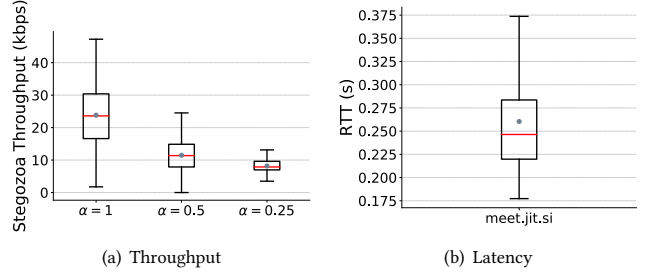 Stegozoa Throughput (kbps)
40
30
20
10
0
α = 1
α = 0.5
α = 0.25
(a) Throughput
RTT (s)
0.375
0.350
0.325
0.300
0.275
0.250
0.225
0.200
0.175
meet.jit.si
(b) Latency